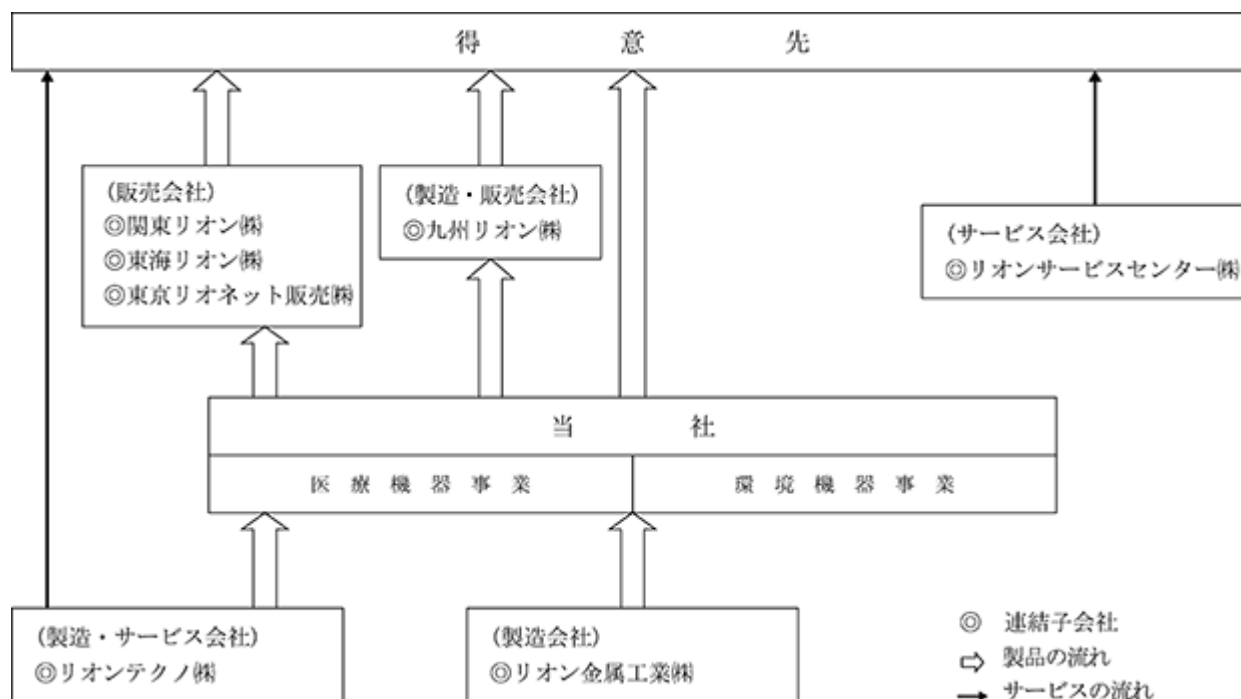 得意先
(販売会社)
◎関東リオン㈱
◎東海リオン㈱
◎東京リオネット販売㈱
(製造・販売会社)
◎九州リオン㈱
(サービス会社)
◎リオンサービスセンター㈱
当社
医療機器事業
環境機器事業
(製造・サービス会社)
◎リオンテクノ㈱
(製造会社)
◎リオン金属工業㈱
◎ 連結子会社
⇨ 製品の流れ
→ サービスの流れ